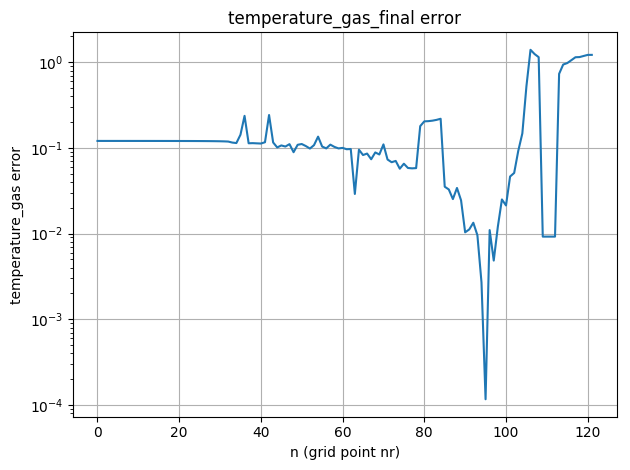 temperature_gas_final error
temperature_gas error
10⁰
10⁻¹
10⁻²
10⁻³
10⁻⁴
0 20 40 60 80 100 120
n (grid point nr)